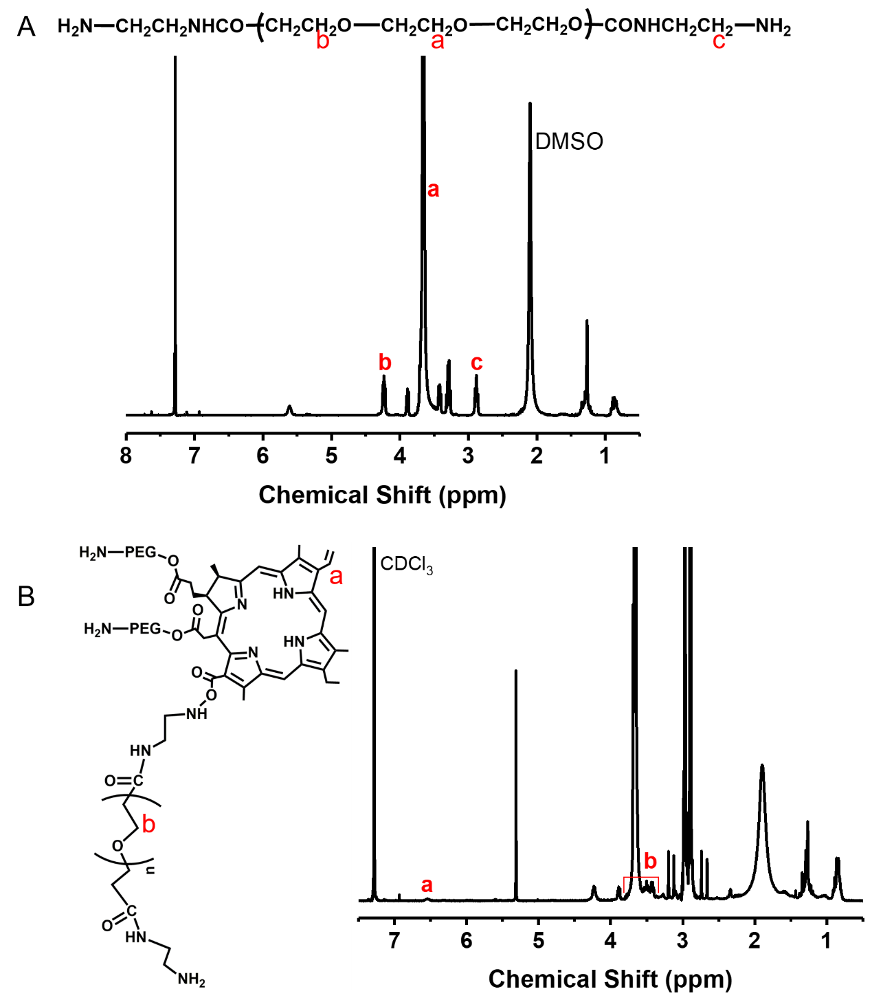 A
H₂N—CH₂CH₂NHCO—(CH₂CH₂O—CH₂CH₂O—CH₂CH₂O)—CONHCH₂CH₂—NH₂
b a c
a
DMSO
b c
8 7 6 5 4 3 2 1
Chemical Shift (ppm)
B
H₂N—PEG O
O
a
HN
N
H₂N—PEG O
O
HN
N
O
O
NH
HN
O=C
b
O
n
O C
HN
NH₂
CDCl₃
a
b
7 6 5 4 3 2 1
Chemical Shift (ppm)